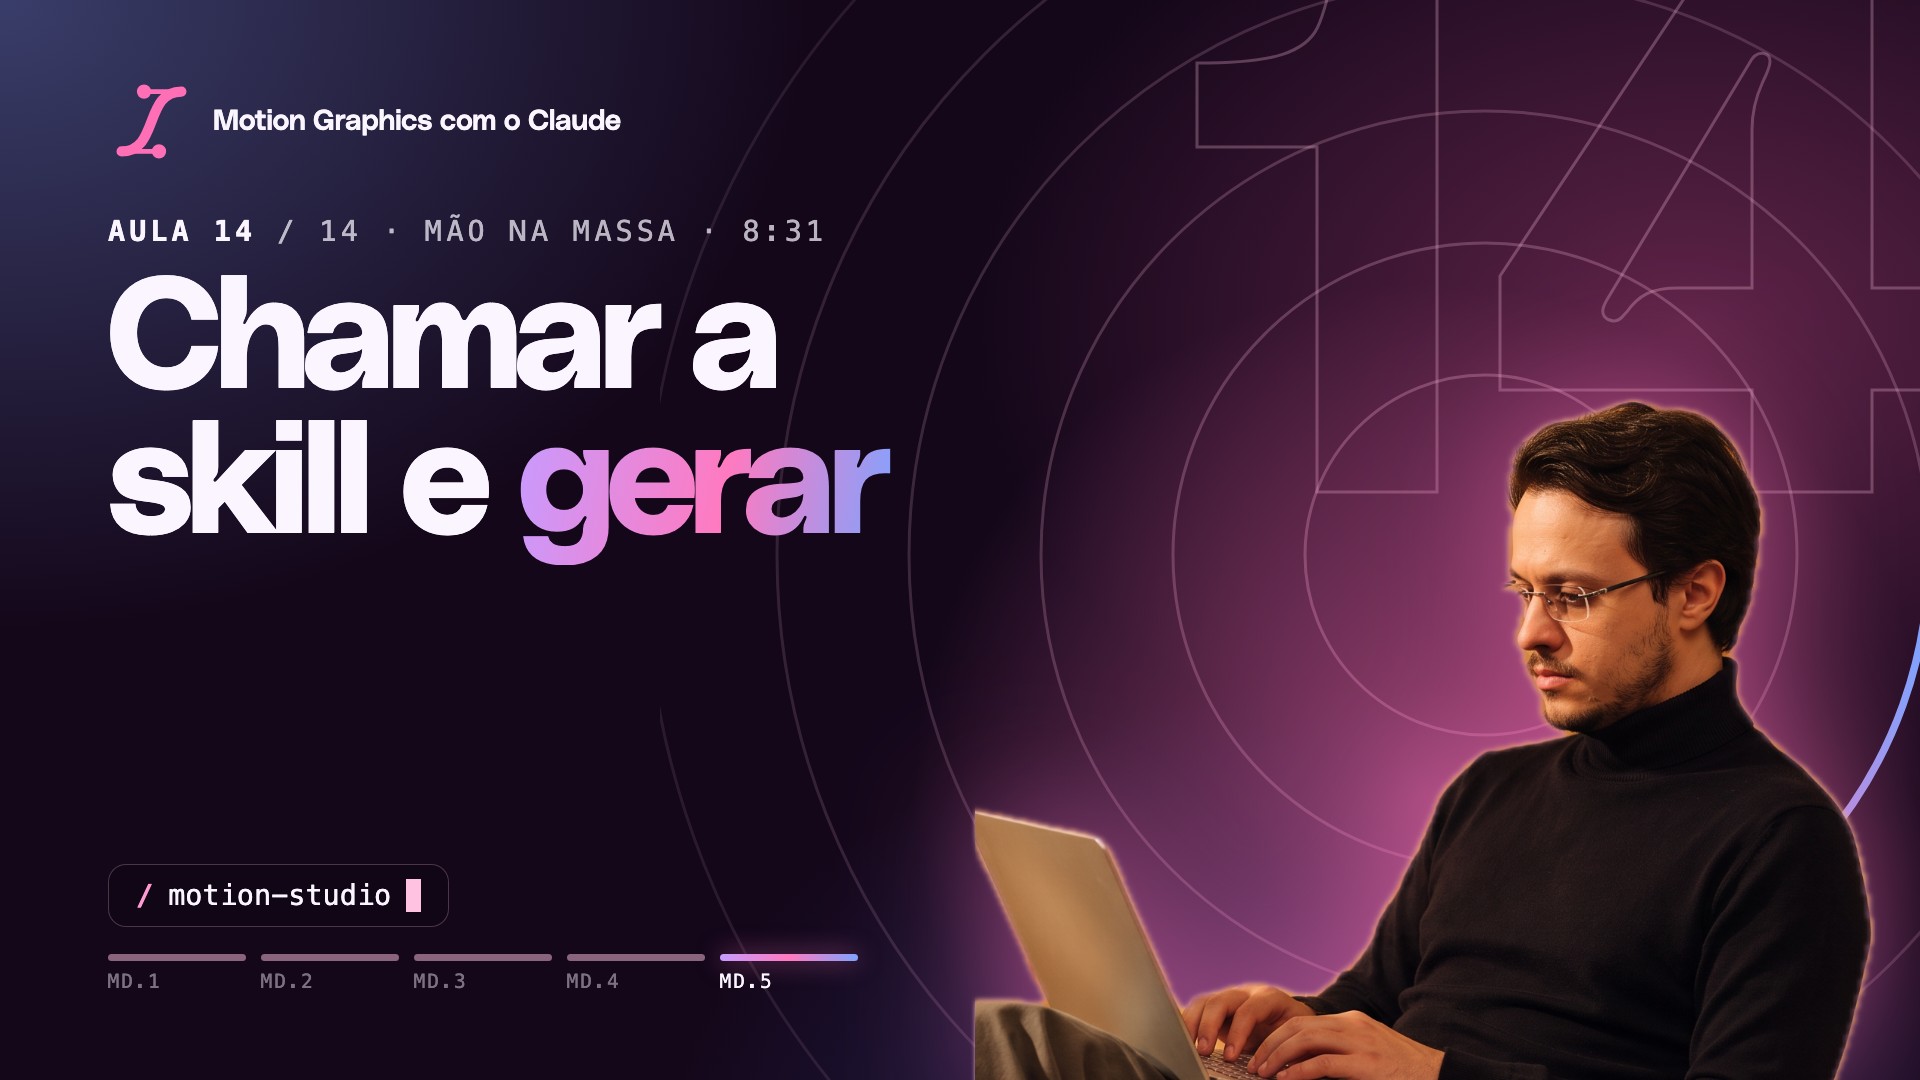 Motion Graphics com o Claude
AULA 14 / 14 · MÃO NA MASSA · 8:31
Chamar a
skill e gerar
14
/ motion-studio
MD.1 MD.2 MD.3 MD.4 MD.5